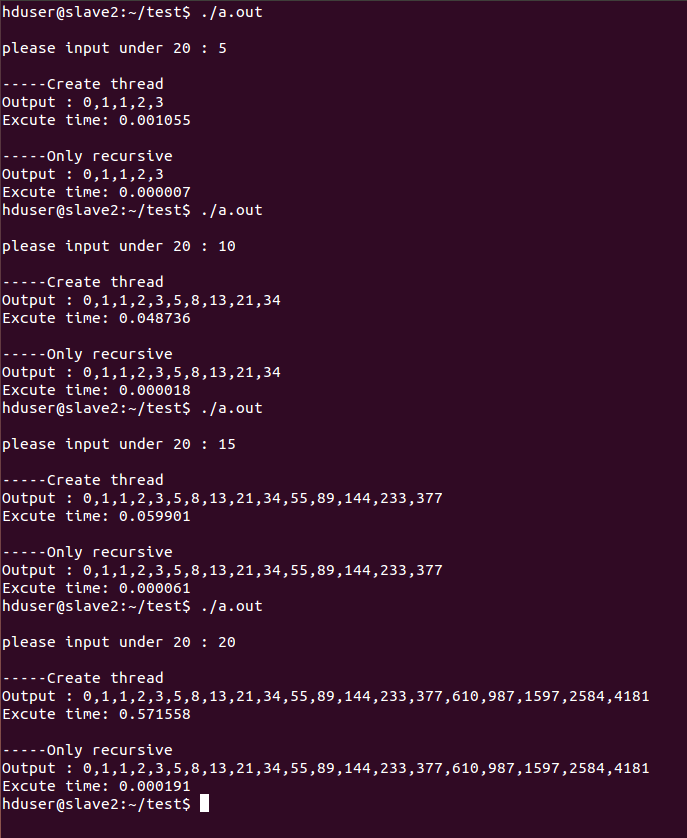 hduser@slave2:~/test$ ./a.out
please input under 20 : 5
-----Create thread
Output : 0,1,1,2,3
Excute time: 0.001055
-----Only recursive
Output : 0,1,1,2,3
Excute time: 0.000007
hduser@slave2:~/test$ ./a.out
please input under 20 : 10
-----Create thread
Output : 0,1,1,2,3,5,8,13,21,34
Excute time: 0.048736
-----Only recursive
Output : 0,1,1,2,3,5,8,13,21,34
Excute time: 0.000018
hduser@slave2:~/test$ ./a.out
please input under 20 : 15
-----Create thread
Output : 0,1,1,2,3,5,8,13,21,34,55,89,144,233,377
Excute time: 0.059901
-----Only recursive
Output : 0,1,1,2,3,5,8,13,21,34,55,89,144,233,377
Excute time: 0.000061
hduser@slave2:~/test$ ./a.out
please input under 20 : 20
-----Create thread
Output : 0,1,1,2,3,5,8,13,21,34,55,89,144,233,377,610,987,1597,2584,4181
Excute time: 0.571558
-----Only recursive
Output : 0,1,1,2,3,5,8,13,21,34,55,89,144,233,377,610,987,1597,2584,4181
Excute time: 0.000191
hduser@slave2:~/test$